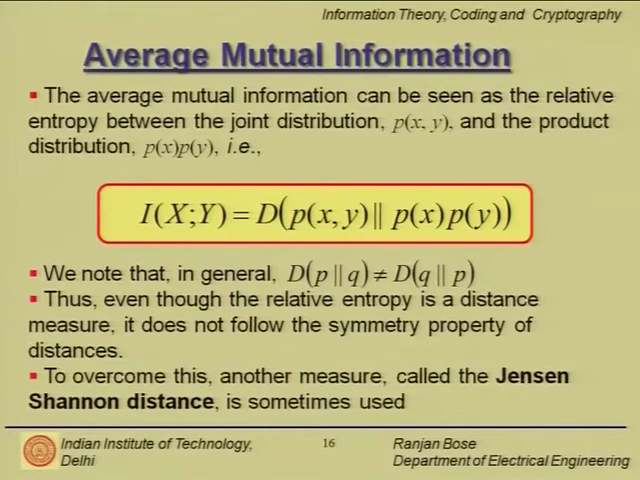 Information Theory, Coding and Cryptography
Average Mutual Information
▪ The average mutual information can be seen as the relative
entropy between the joint distribution, p(x, y), and the product
distribution, p(x)p(y), i.e.,
I(X;Y) = D(p(x, y)|| p(x)p(y))
▪ We note that, in general, D(p || q) ≠ D(q || p)
▪ Thus, even though the relative entropy is a distance
measure, it does not follow the symmetry property of
distances.
▪ To overcome this, another measure, called the Jensen
Shannon distance, is sometimes used
Indian Institute of Technology,
Delhi
16
Ranjan Bose
Department of Electrical Engineering